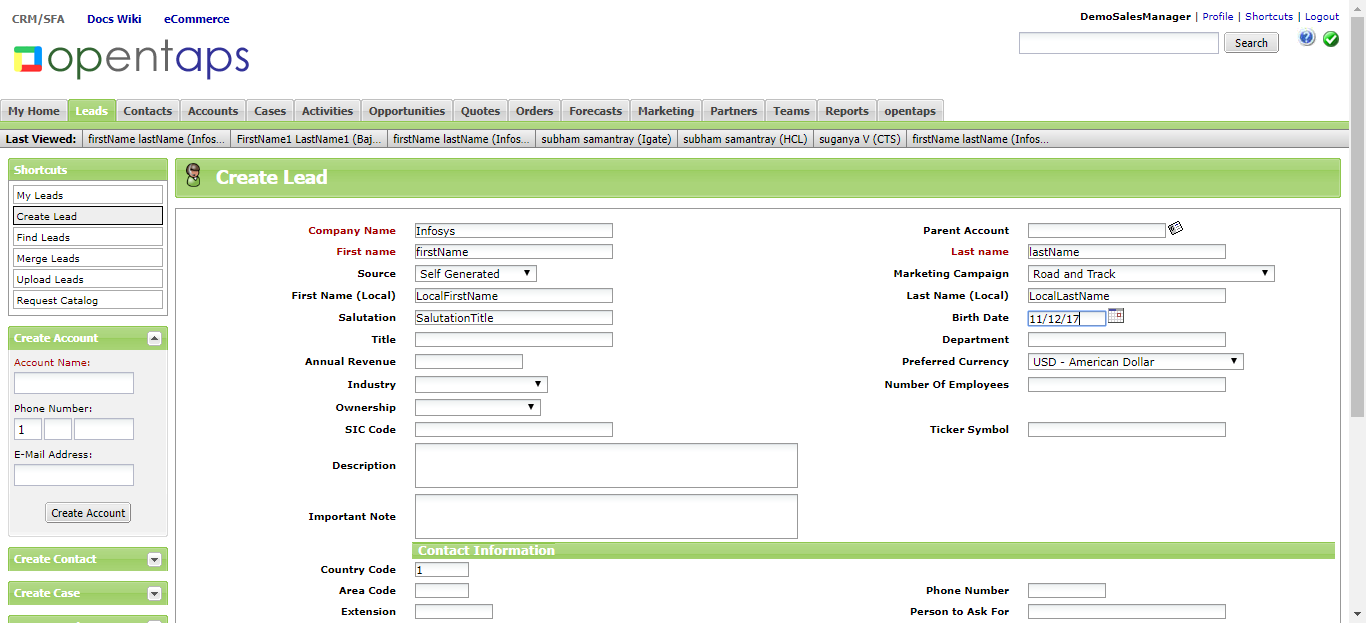 CRM/SFA Docs Wiki eCommerce
DemoSalesManager | Profile | Shortcuts | Logout
opentaps
Search
?
My Home Leads Contacts Accounts Cases Activities Opportunities Quotes Orders Forecasts Marketing Partners Teams Reports opentaps
Last Viewed: firstName lastName (Infos... FirstName1 LastName1 (Baj... firstName lastName (Infos... subham samantray (Igate) subham samantray (HCL) suganya V (CTS) firstName lastName (Infos...
Shortcuts
My Leads
Create Lead
Find Leads
Merge Leads
Upload Leads
Request Catalog
Create Account
Account Name:
Phone Number:
1
E-Mail Address:
Create Account
Create Contact
Create Case
Create Lead
Company Name Infosys Parent Account
First name firstName Last name lastName
Source Self Generated Marketing Campaign Road and Track
First Name (Local) LocalFirstName Last Name (Local) LocalLastName
Salutation SalutationTitle Birth Date 11/12/17
Title Department
Annual Revenue Preferred Currency USD - American Dollar
Industry Number Of Employees
Ownership
SIC Code Ticker Symbol
Description
Important Note
Contact Information
Country Code 1
Area Code Phone Number
Extension Person to Ask For